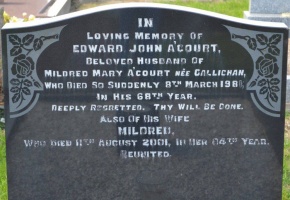 IN
LOVING MEMORY OF
EDWARD JOHN A'COURT,
BELOVED HUSBAND OF
MILDRED MARY A'COURT NÉE GALLICHAN,
WHO DIED SO SUDDENLY 8TH MARCH
IN HIS 68TH YEAR.
DEEPLY REGRETTED. THY WILL BE DONE.
ALSO OF HIS WIFE
MILDRED,
WHO DIED 11TH AUGUST 2001, IN HER 84TH YEAR.
REUNITED.